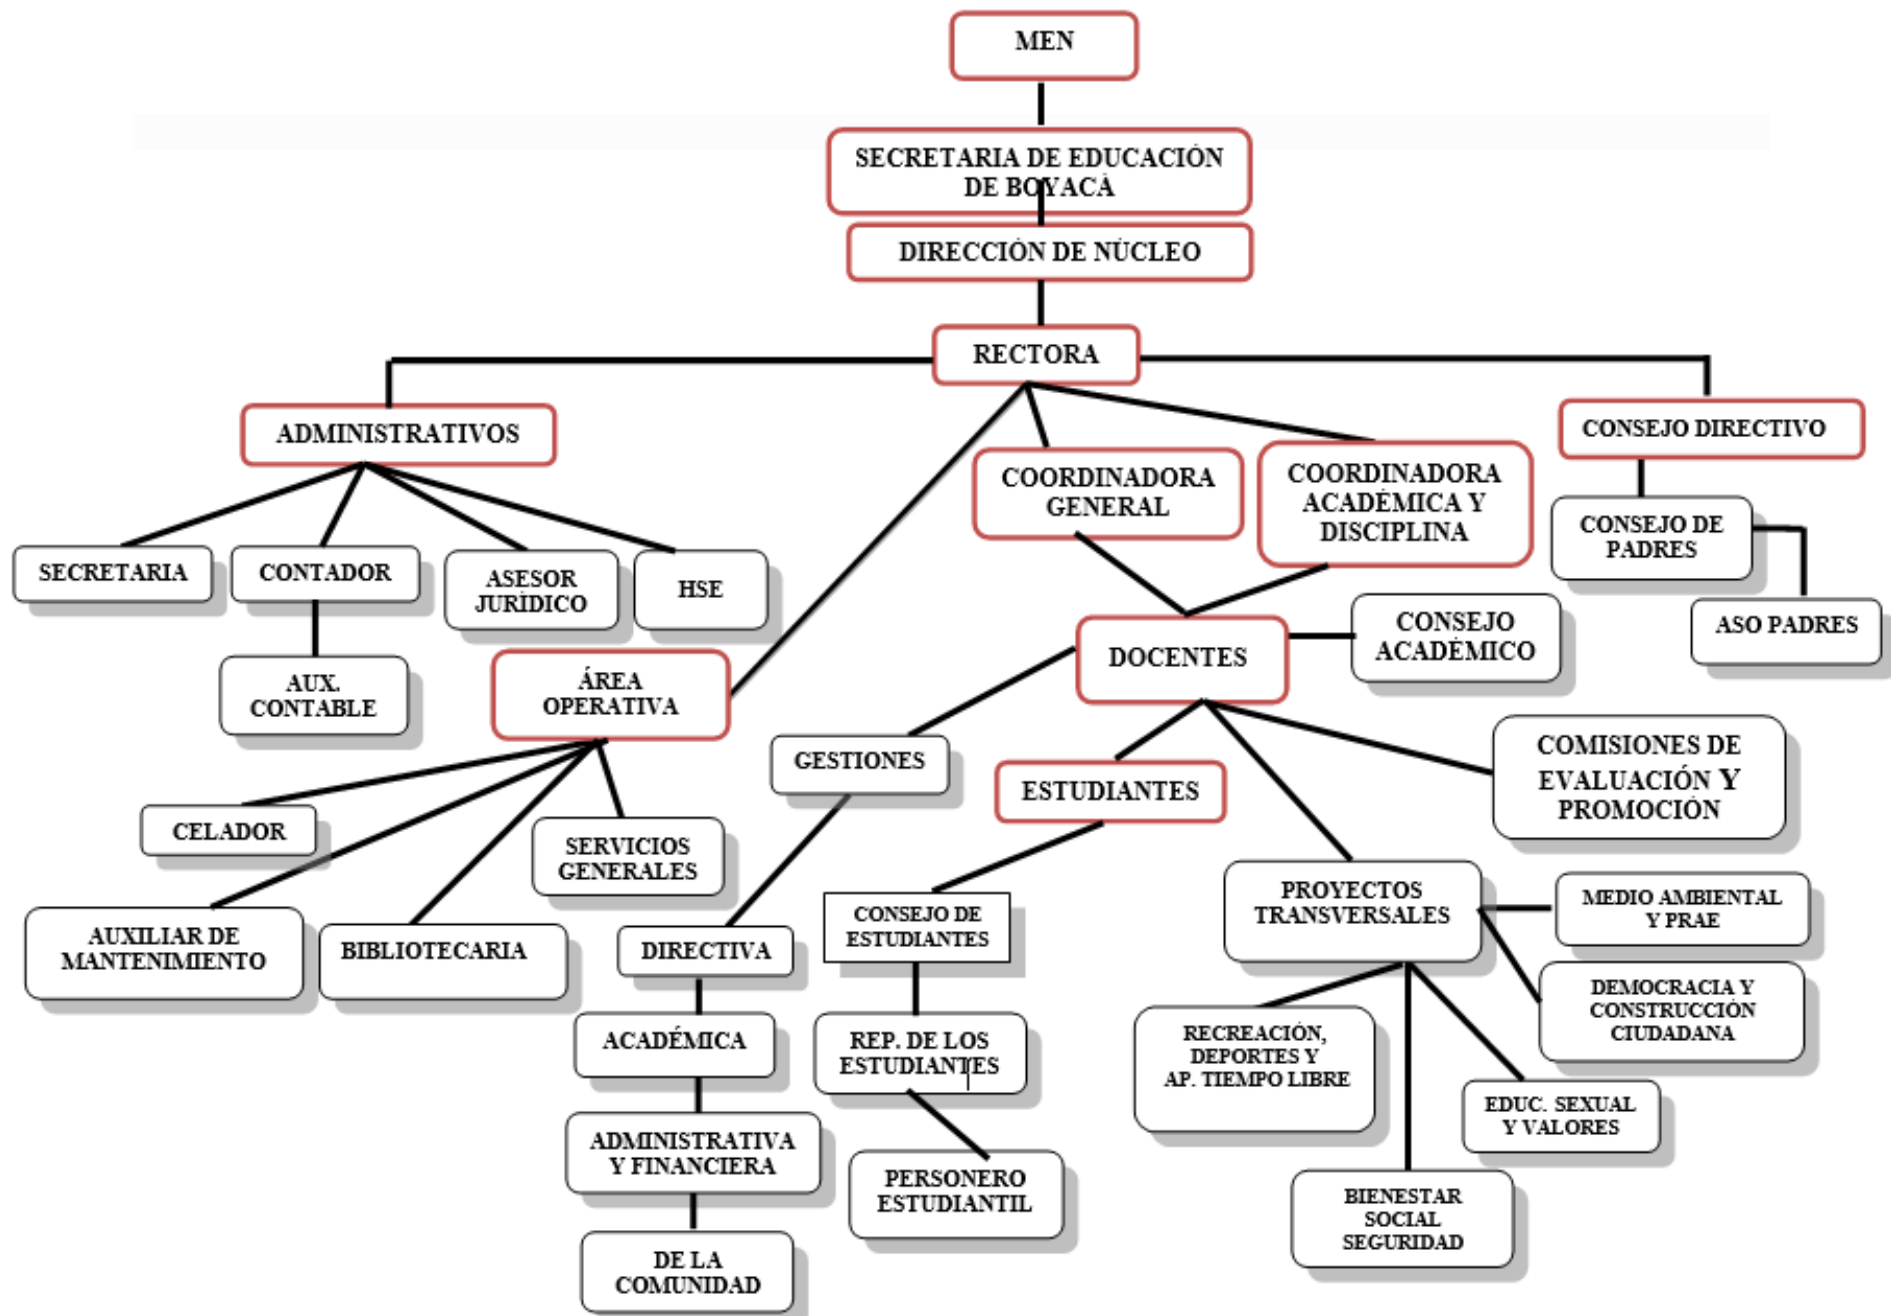 MEN
SECRETARIA DE EDUCACIÓN
DE BOYACÁ
DIRECCIÓN DE NÚCLEO
RECTORA
ADMINISTRATIVOS
CONSEJO DIRECTIVO
COORDINADORA
GENERAL
COORDINADORA
ACADÉMICA Y
DISCIPLINA
SECRETARIA
CONTADOR
ASESOR
JURÍDICO
HSE
CONSEJO DE
PADRES
ASO PADRES
AUX.
CONTABLE
ÁREA
OPERATIVA
DOCENTES
CONSEJO
ACADÉMICO
GESTIONES
ESTUDIANTES
COMISIONES DE
EVALUACIÓN Y
PROMOCIÓN
CELADOR
SERVICIOS
GENERALES
AUXILIAR DE
MANTENIMIENTO
BIBLIOTECARIA
DIRECTIVA
CONSEJO DE
ESTUDIANTES
PROYECTOS
TRANSVERSALES
MEDIO AMBIENTAL
Y PRAE
DEMOCRACIA Y
CONSTRUCCIÓN
CIUDADANA
ACADÉMICA
REP. DE LOS
ESTUDIANTES
RECREACIÓN,
DEPORTES Y
AP. TIEMPO LIBRE
EDUC. SEXUAL
Y VALORES
ADMINISTRATIVA
Y FINANCIERA
PERSONERO
ESTUDIANTIL
BIENESTAR
SOCIAL
SEGURIDAD
DE LA
COMUNIDAD